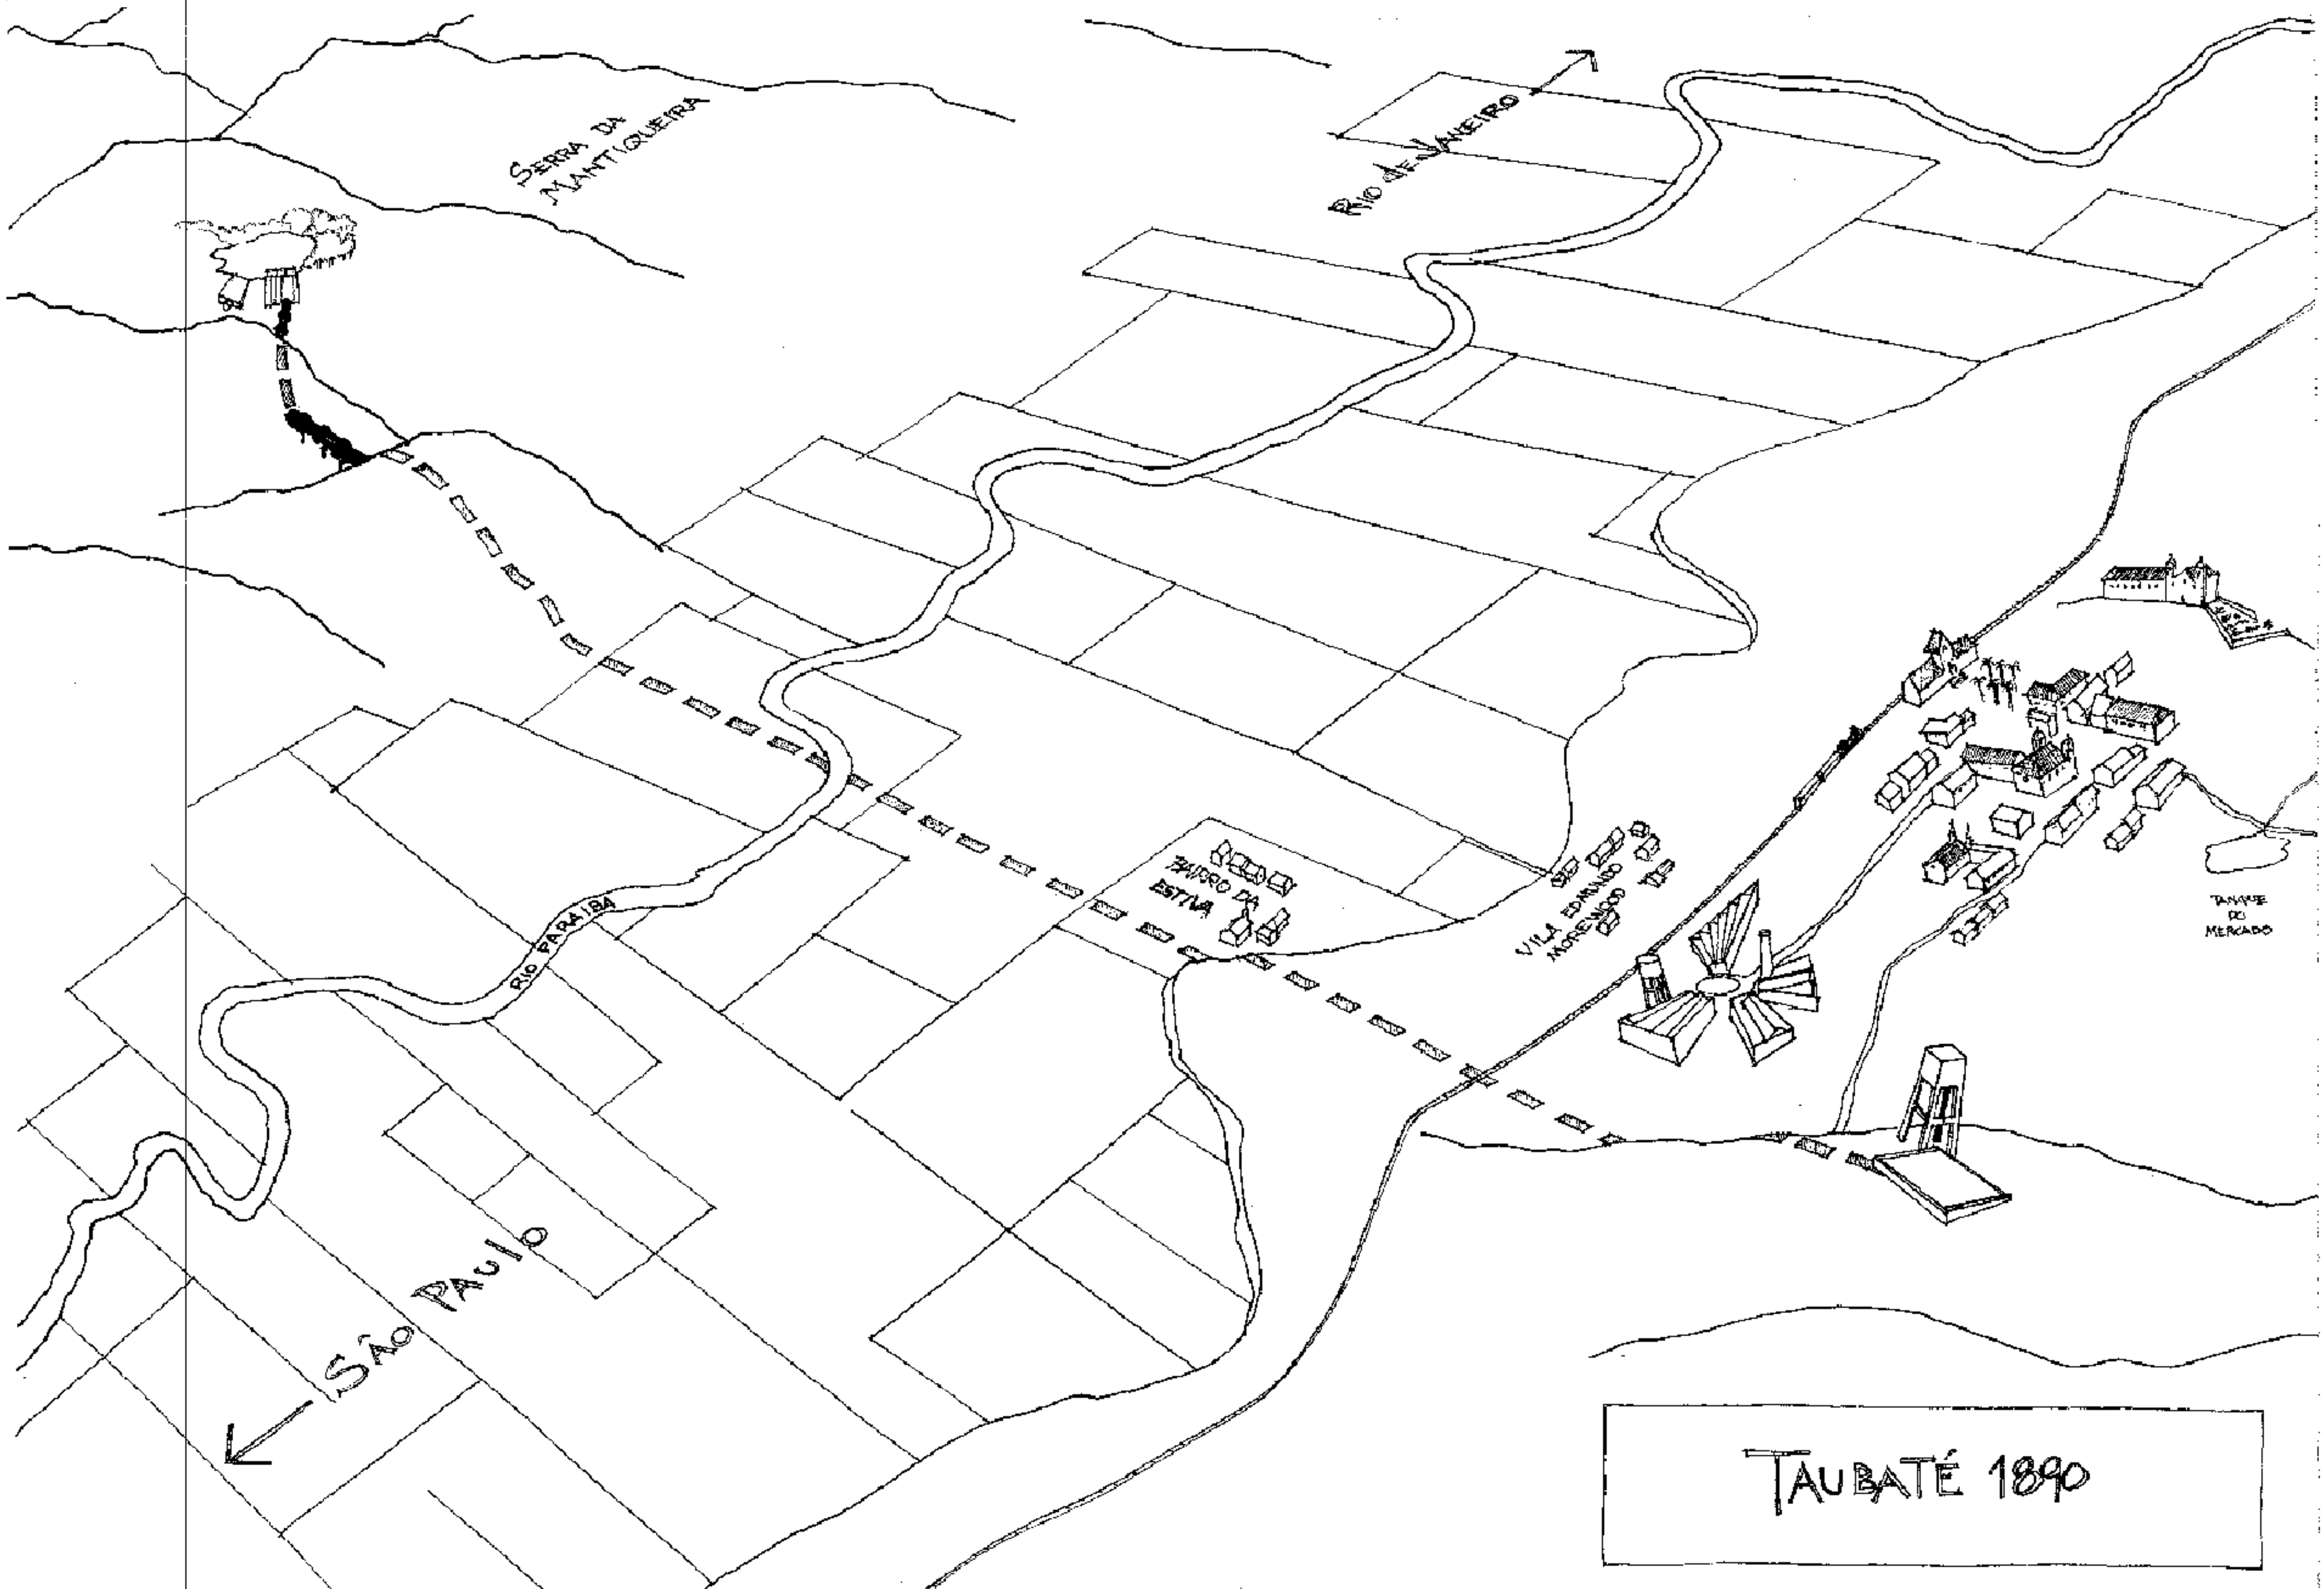 SERRA DA
MANTIQUEIRA
RIO de JANEIRO
BAIRRO DA
ESTIVA
VILA EDMUNDO
MOREWOOD
TANQUE
DO
MERCADO
RIO PARAIBA
SÃO PAULO
TAUBATÉ 1890